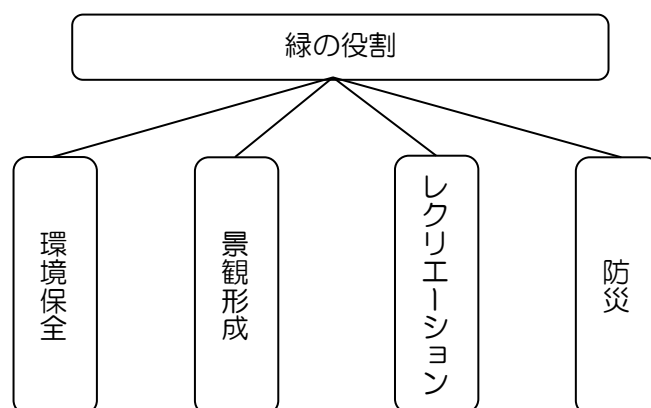 緑の役割
環境保全
景観形成
レクリエーション
防災